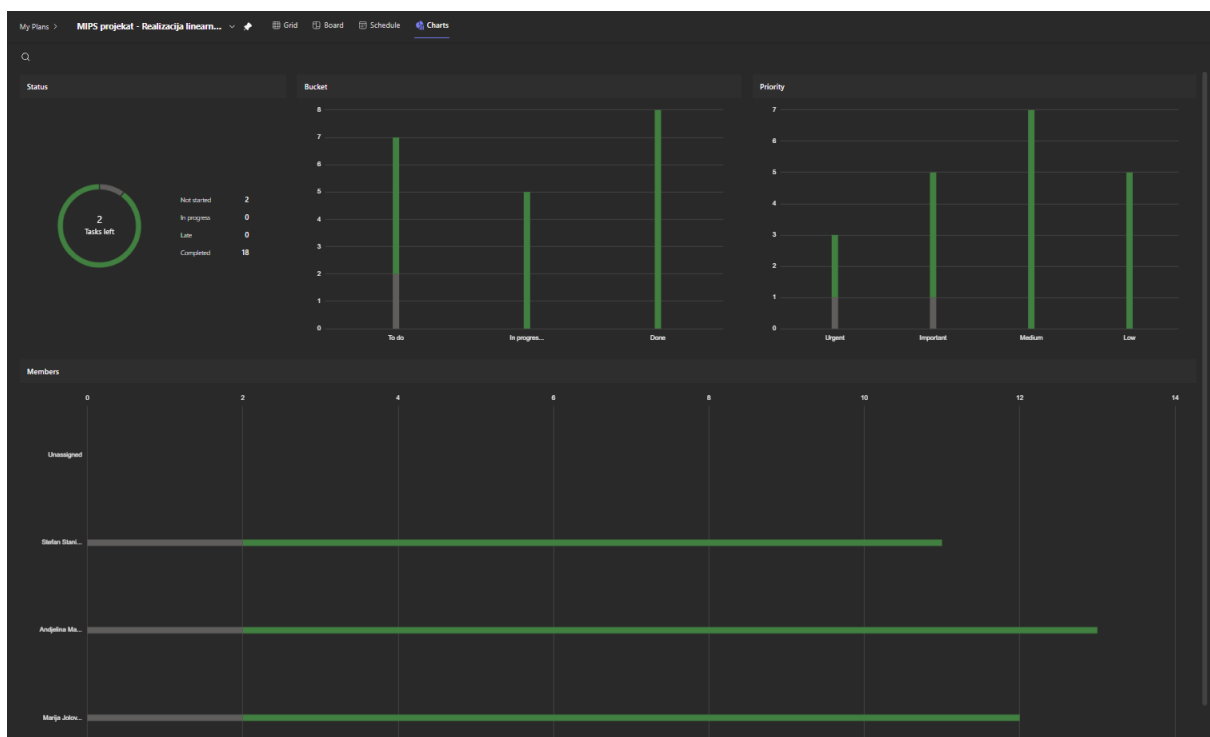 My Plans > MIPS projekat - Realizacija linearn... Grid Board Schedule Charts
Status
2
Tasks left
Not started 2
In progress 0
Late 0
Completed 18
Bucket
8
7
6
5
4
3
2
1
0
To do In progres... Done
Priority
7
6
5
4
3
2
1
0
Urgent Important Medium Low
Members
0 2 4 6 8 10 12 14
Unassigned
Stefan Stani...
Andjelina Ma...
Marija Jolov...